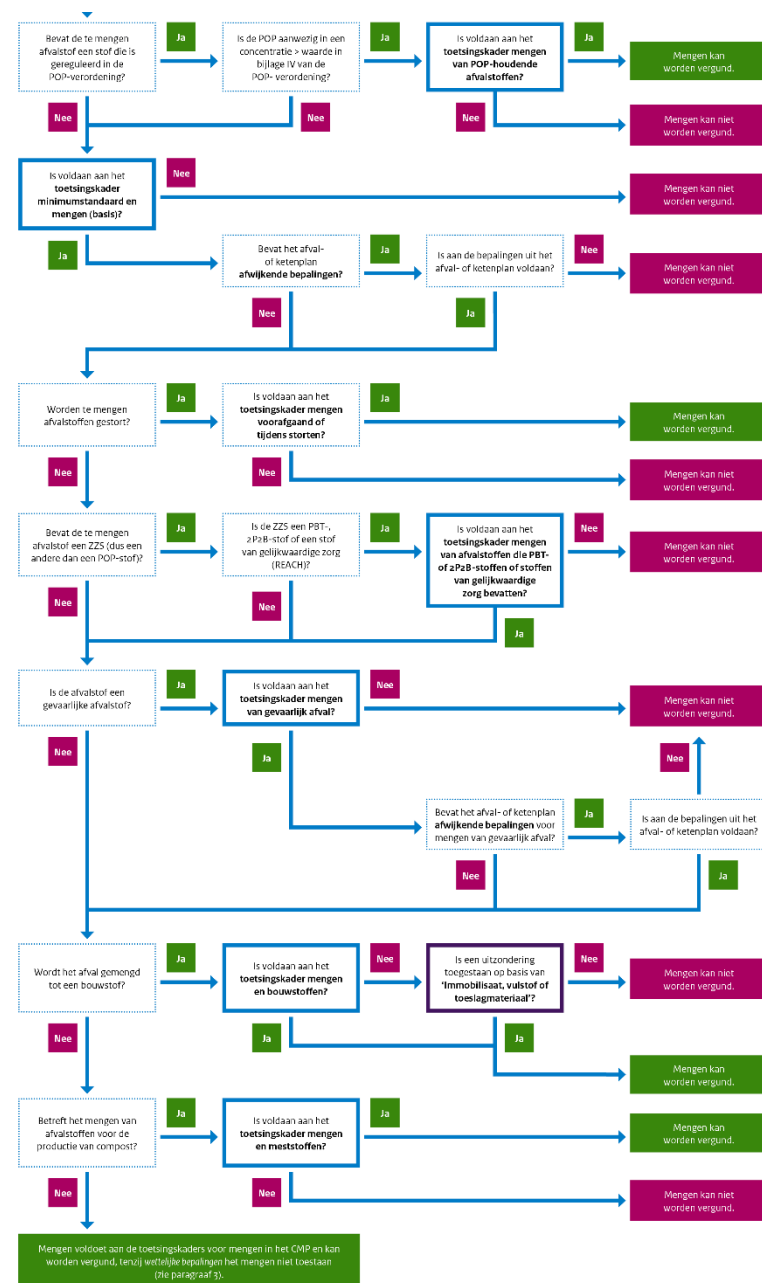 Bevat de te mengen
afvalstof een stof die is
gereguleerd in de
POP-verordening?
Ja
Is de POP aanwezig in een
concentratie > waarde in
bijlage IV van de
POP- verordening?
Ja
Is voldaan aan het
toetsingskader mengen
van POP-houdende
afvalstoffen?
Ja
Mengen kan
worden vergund.
Nee
Nee
Nee
Mengen kan niet
worden vergund.
Is voldaan aan het
toetsingskader
minimumstandaard en
mengen (basis)?
Nee
Mengen kan niet
worden vergund.
Ja
Bevat het afval-
of ketenplan
afwijkende bepalingen?
Ja
Is aan de bepalingen uit het
afval- of ketenplan voldaan?
Nee
Mengen kan niet
worden vergund.
Nee
Ja
Worden te mengen
afvalstoffen gestort?
Ja
Is voldaan aan het
toetsingskader mengen
voorafgaand of
tijdens storten?
Ja
Mengen kan
worden vergund.
Nee
Nee
Mengen kan niet
worden vergund.
Bevat de te mengen
afvalstof een ZZS (dus een
andere dan een POP-stof)?
Ja
Is de ZZS een PBT-,
2P2B-stof of een stof
van gelijkwaardige zorg
(REACH)?
Ja
Is voldaan aan het
toetsingskader mengen
van afvalstoffen die PBT-
of 2P2B-stoffen of stoffen
van gelijkwaardige
zorg bevatten?
Nee
Mengen kan niet
worden vergund.
Nee
Nee
Ja
Is de afvalstof een
gevaarlijke afvalstof?
Ja
Is voldaan aan het
toetsingskader mengen
van gevaarlijk afval?
Nee
Mengen kan niet
worden vergund.
Nee
Ja
Nee
Bevat het afval- of ketenplan
afwijkende bepalingen voor
mengen van gevaarlijk afval?
Ja
Is aan de bepalingen uit het
afval- of ketenplan voldaan?
Nee
Ja
Wordt het afval gemengd
tot een bouwstof?
Ja
Is voldaan aan het
toetsingskader mengen
en bouwstoffen?
Nee
Is een uitzondering
toegestaan op basis van
‘Immobilisaat, vulstof of
toeslagmateriaal’?
Nee
Mengen kan niet
worden vergund.
Nee
Ja
Ja
Mengen kan
worden vergund.
Betreft het mengen van
afvalstoffen voor de
productie van compost?
Ja
Is voldaan aan het
toetsingskader mengen
en meststoffen?
Ja
Mengen kan
worden vergund.
Nee
Nee
Mengen kan niet
worden vergund.
Mengen voldoet aan de toetsingskaders voor mengen in het CMP en kan
worden vergund, tenzij wettelijke bepalingen het mengen niet toestaan
(zie paragraaf 3).